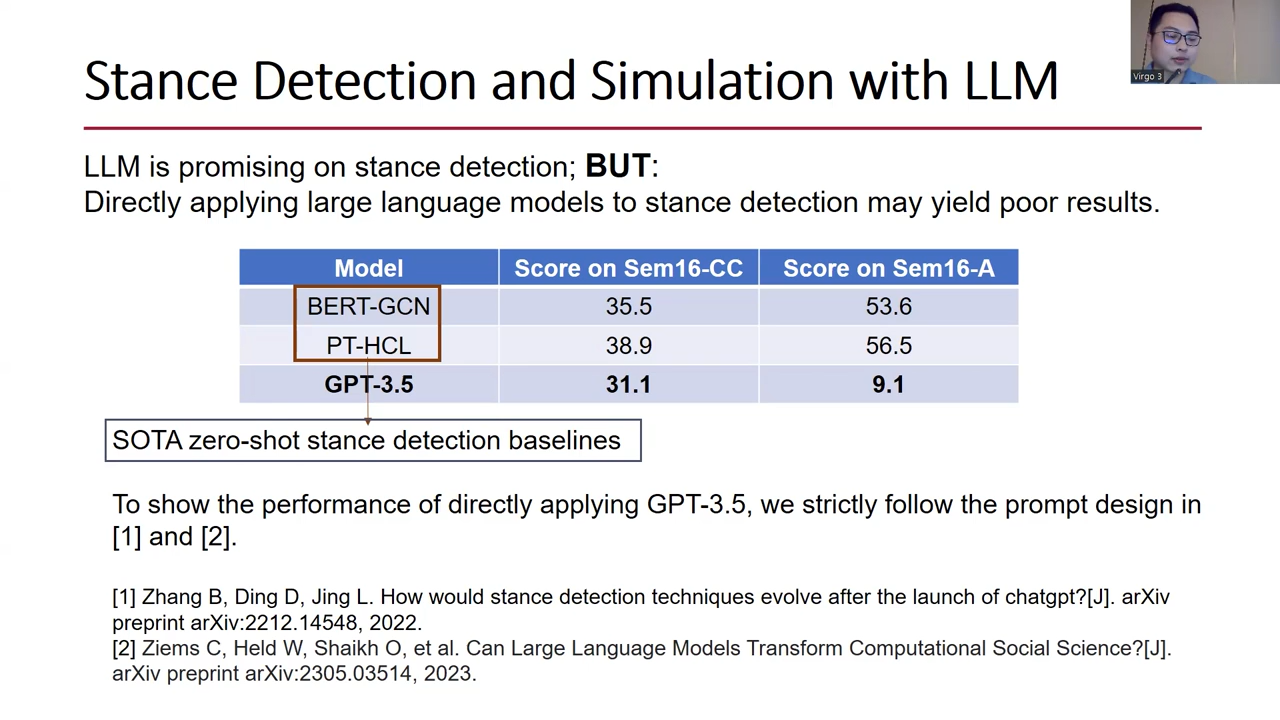 Virgo 3
Stance Detection and Simulation with LLM
LLM is promising on stance detection; BUT:
Directly applying large language models to stance detection may yield poor results.
Model Score on Sem16-CC Score on Sem16-A
BERT-GCN 35.5 53.6
PT-HCL 38.9 56.5
GPT-3.5 31.1 9.1
SOTA zero-shot stance detection baselines
To show the performance of directly applying GPT-3.5, we strictly follow the prompt design in
[1] and [2].
[1] Zhang B, Ding D, Jing L. How would stance detection techniques evolve after the launch of chatgpt?[J]. arXiv
preprint arXiv:2212.14548, 2022.
[2] Ziems C, Held W, Shaikh O, et al. Can Large Language Models Transform Computational Social Science?[J].
arXiv preprint arXiv:2305.03514, 2023.